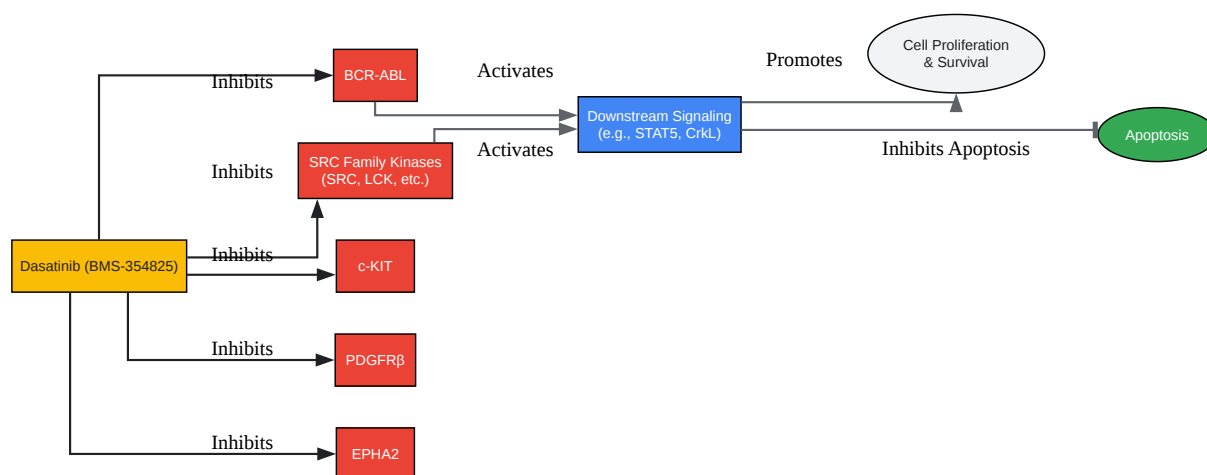 Cell Proliferation
& Survival
Promotes
Activates
BCR-ABL
Inhibits
Downstream Signaling
(e.g., STAT5, CrkL)
Apoptosis
Activates
Inhibits Apoptosis
SRC Family Kinases
(SRC, LCK, etc.)
Inhibits
Inhibits
Dasatinib (BMS-354825)
c-KIT
Inhibits
PDGFRβ
Inhibits
EPHA2